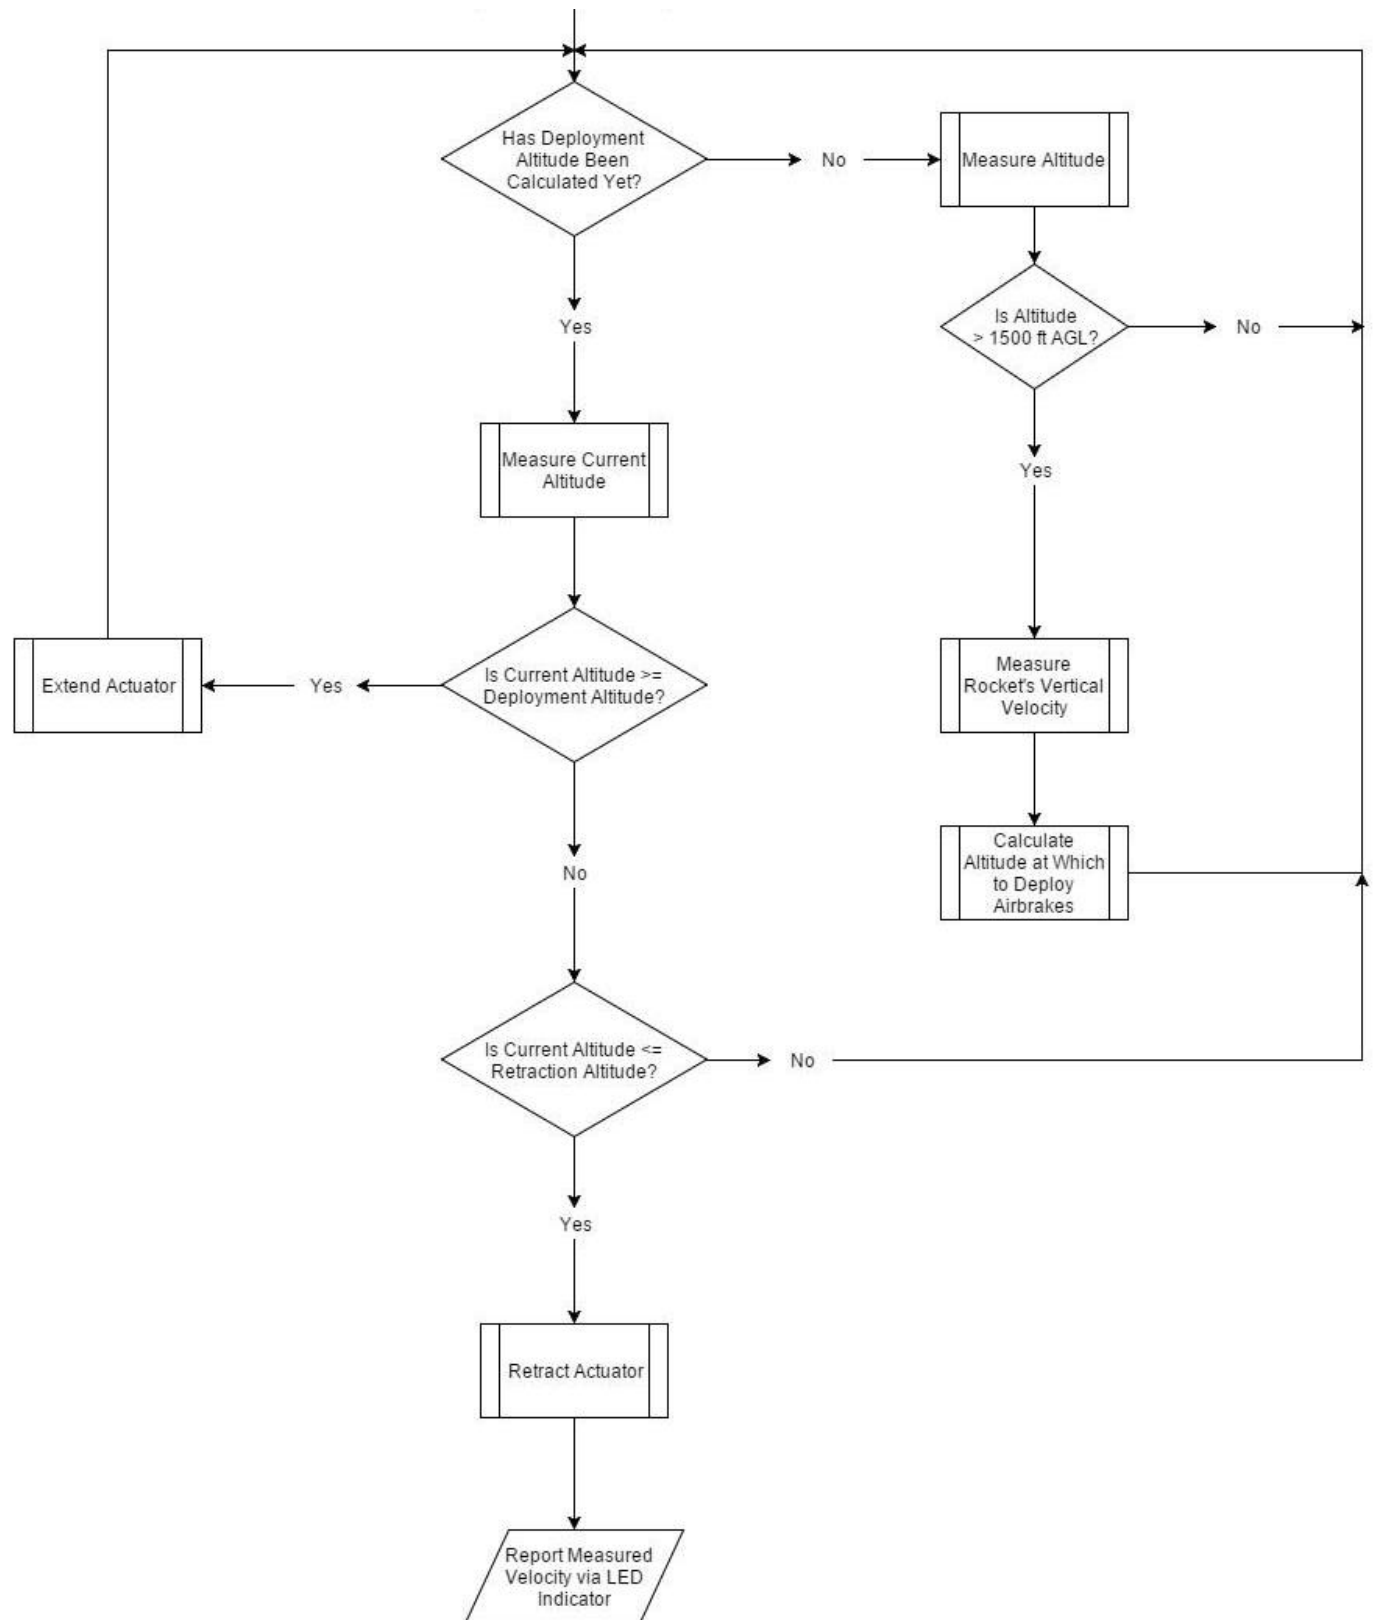 Has Deployment
Altitude Been
Calculated Yet?
No
Measure Altitude
Is Altitude
> 1500 ft AGL?
No
Yes
Yes
Measure Current
Altitude
Is Current Altitude >=
Deployment Altitude?
Yes
Extend Actuator
Measure
Rocket's Vertical
Velocity
Calculate
Altitude at Which
to Deploy
Airbrakes
No
Is Current Altitude <=
Retraction Altitude?
No
Yes
Retract Actuator
Report Measured
Velocity via LED
Indicator